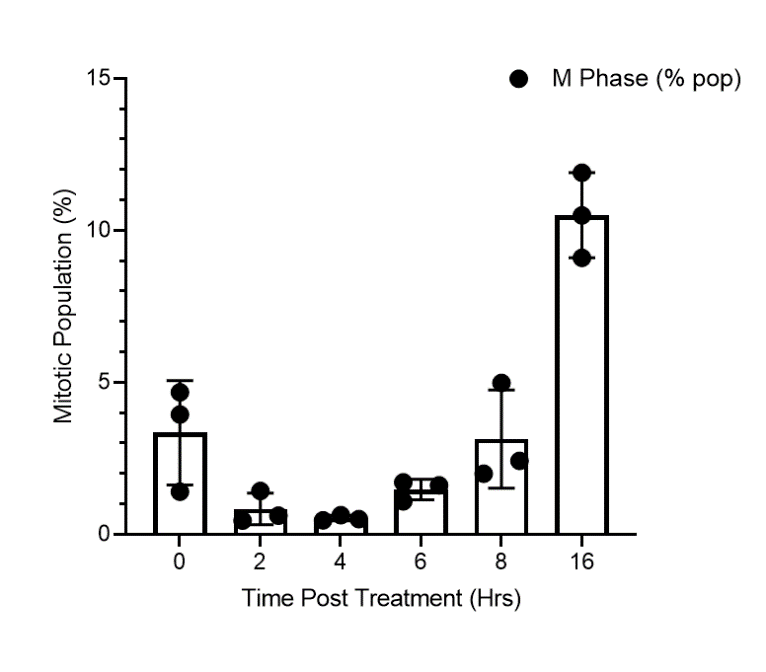 15
M Phase (% pop)
10
5
0
Mitotic Population (%)
0 2 4 6 8 16
Time Post Treatment (Hrs)